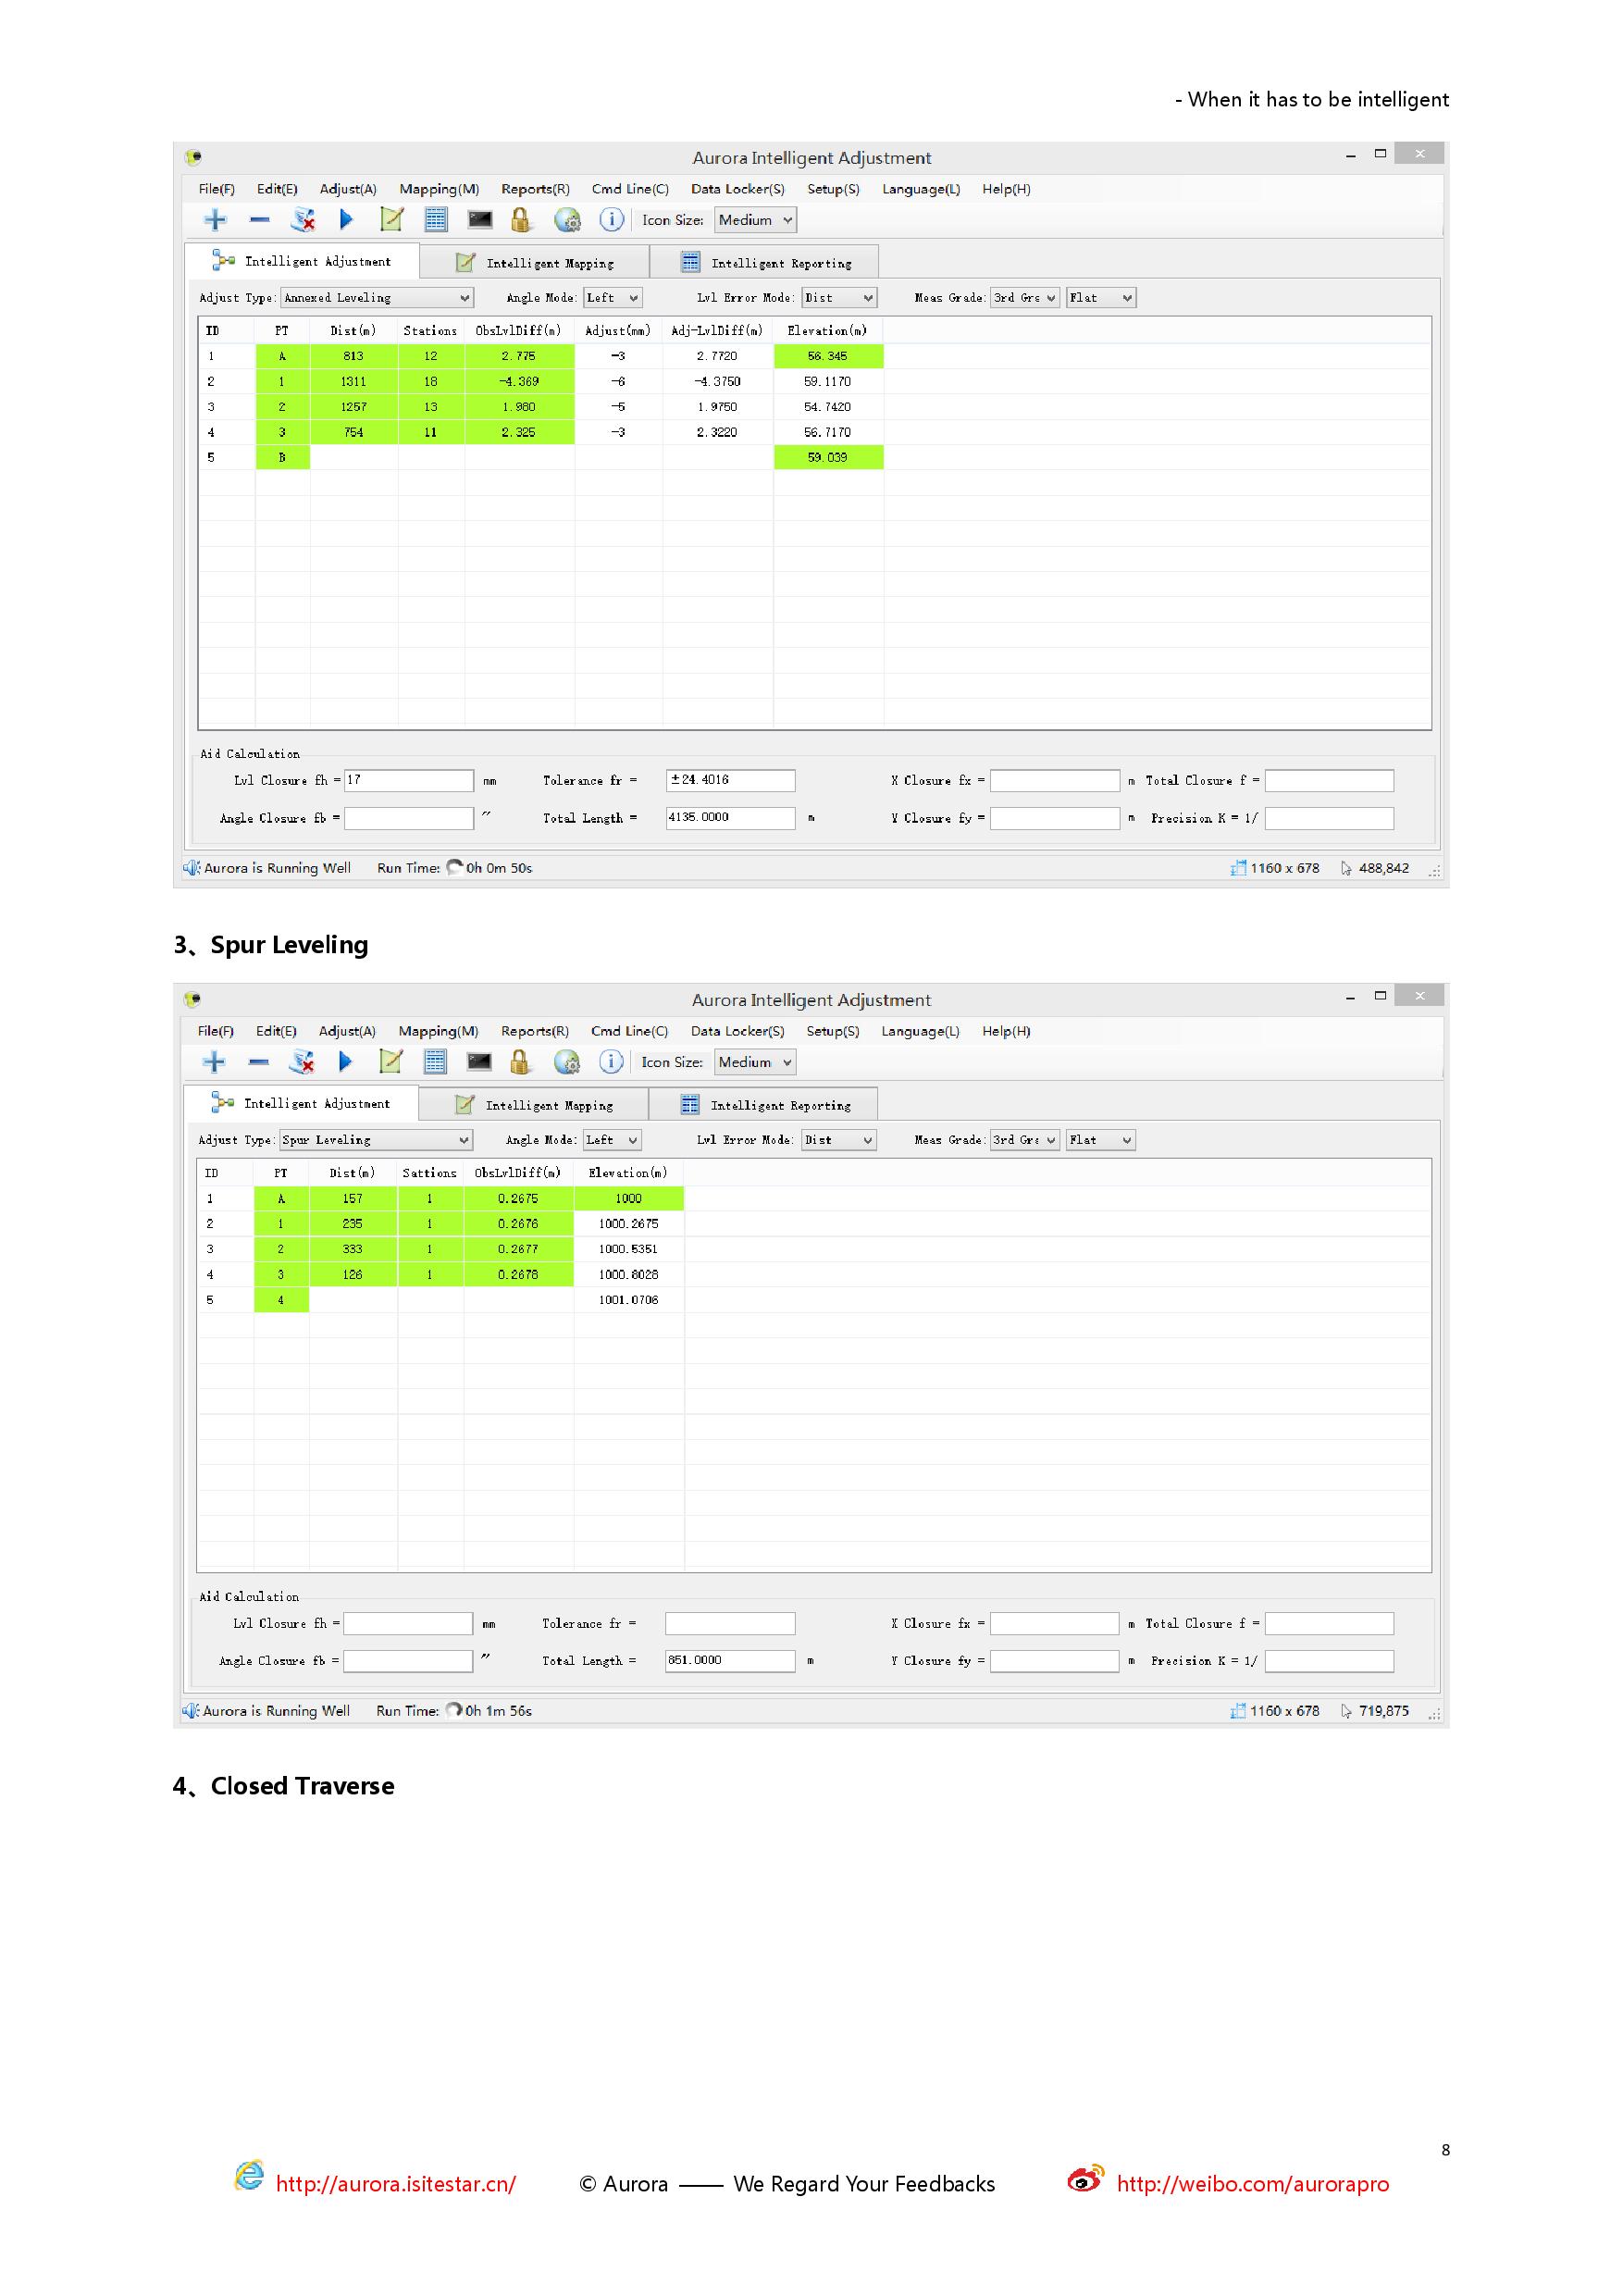 - When it has to be intelligent
Aurora Intelligent Adjustment
File(F) Edit(E) Adjust(A) Mapping(M) Reports(R) Cmd Line(C) Data Locker(S) Setup(S) Language(L) Help(H)
Icon Size: Medium
Intelligent Adjustment Intelligent Mapping Intelligent Reporting
Adjust Type: Annexed Leveling Angle Mode: Left Lvl Error Mode: Dist Meas Grade: 3rd Gra Flat
ID PT Dist(m) Stations ObsLvlDiff(m) Adjust(mm) Adj-LvlDiff(m) Elevation(m)
1 A 813 12 2.775 -3 2.7720 56.345
2 1 1311 18 -4.369 -6 -4.3750 59.1170
3 2 1257 13 1.980 -5 1.9750 54.7420
4 3 754 11 2.325 -3 2.3220 56.7170
5 B 59.039
Aid Calculation
Lvl Closure fh = 17 mm Tolerance fr = ±24.4016 X Closure fx = m Total Closure f =
Angle Closure fb = ″ Total Length = 4135.0000 m Y Closure fy = m Precision K = 1/
Aurora is Running Well Run Time: 0h 0m 50s 1160 x 678 488,842
3、Spur Leveling
Aurora Intelligent Adjustment
File(F) Edit(E) Adjust(A) Mapping(M) Reports(R) Cmd Line(C) Data Locker(S) Setup(S) Language(L) Help(H)
Icon Size: Medium
Intelligent Adjustment Intelligent Mapping Intelligent Reporting
Adjust Type: Spur Leveling Angle Mode: Left Lvl Error Mode: Dist Meas Grade: 3rd Gra Flat
ID PT Dist(m) Sattions ObsLvlDiff(m) Elevation(m)
1 A 157 1 0.2675 1000
2 1 235 1 0.2676 1000.2675
3 2 333 1 0.2677 1000.5351
4 3 126 1 0.2678 1000.8028
5 4 1001.0706
Aid Calculation
Lvl Closure fh = mm Tolerance fr = X Closure fx = m Total Closure f =
Angle Closure fb = ″ Total Length = 851.0000 m Y Closure fy = m Precision K = 1/
Aurora is Running Well Run Time: 0h 1m 56s 1160 x 678 719,875
4、Closed Traverse
8
http://aurora.isitestar.cn/ © Aurora —— We Regard Your Feedbacks http://weibo.com/aurorapro